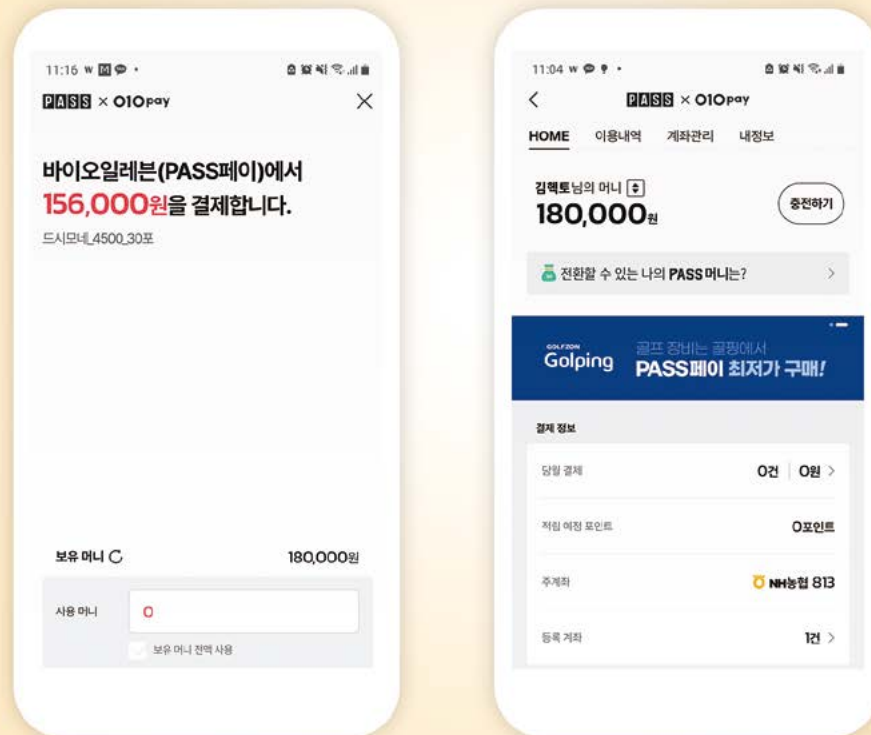 11:16 W M
PASS × 010pay ×
바이오일레븐(PASS페이)에서
156,000원을 결제합니다.
드시모네_4500_30포
보유 머니 180,000원
사용 머니 0
보유 머니 전액 사용
11:04 W
< PASS × 010pay
HOME 이용내역 계좌관리 내정보
김헥토님의 머니
180,000원 충전하기
전환할 수 있는 나의 PASS 머니는? >
GOLFZON
Golping
골프 장비는 골핑에서
PASS페이 최저가 구매!
결제 정보
당월 결제 0건 0원 >
적립 예정 포인트 0포인트
주계좌 NH농협 813
등록 계좌 1건 >